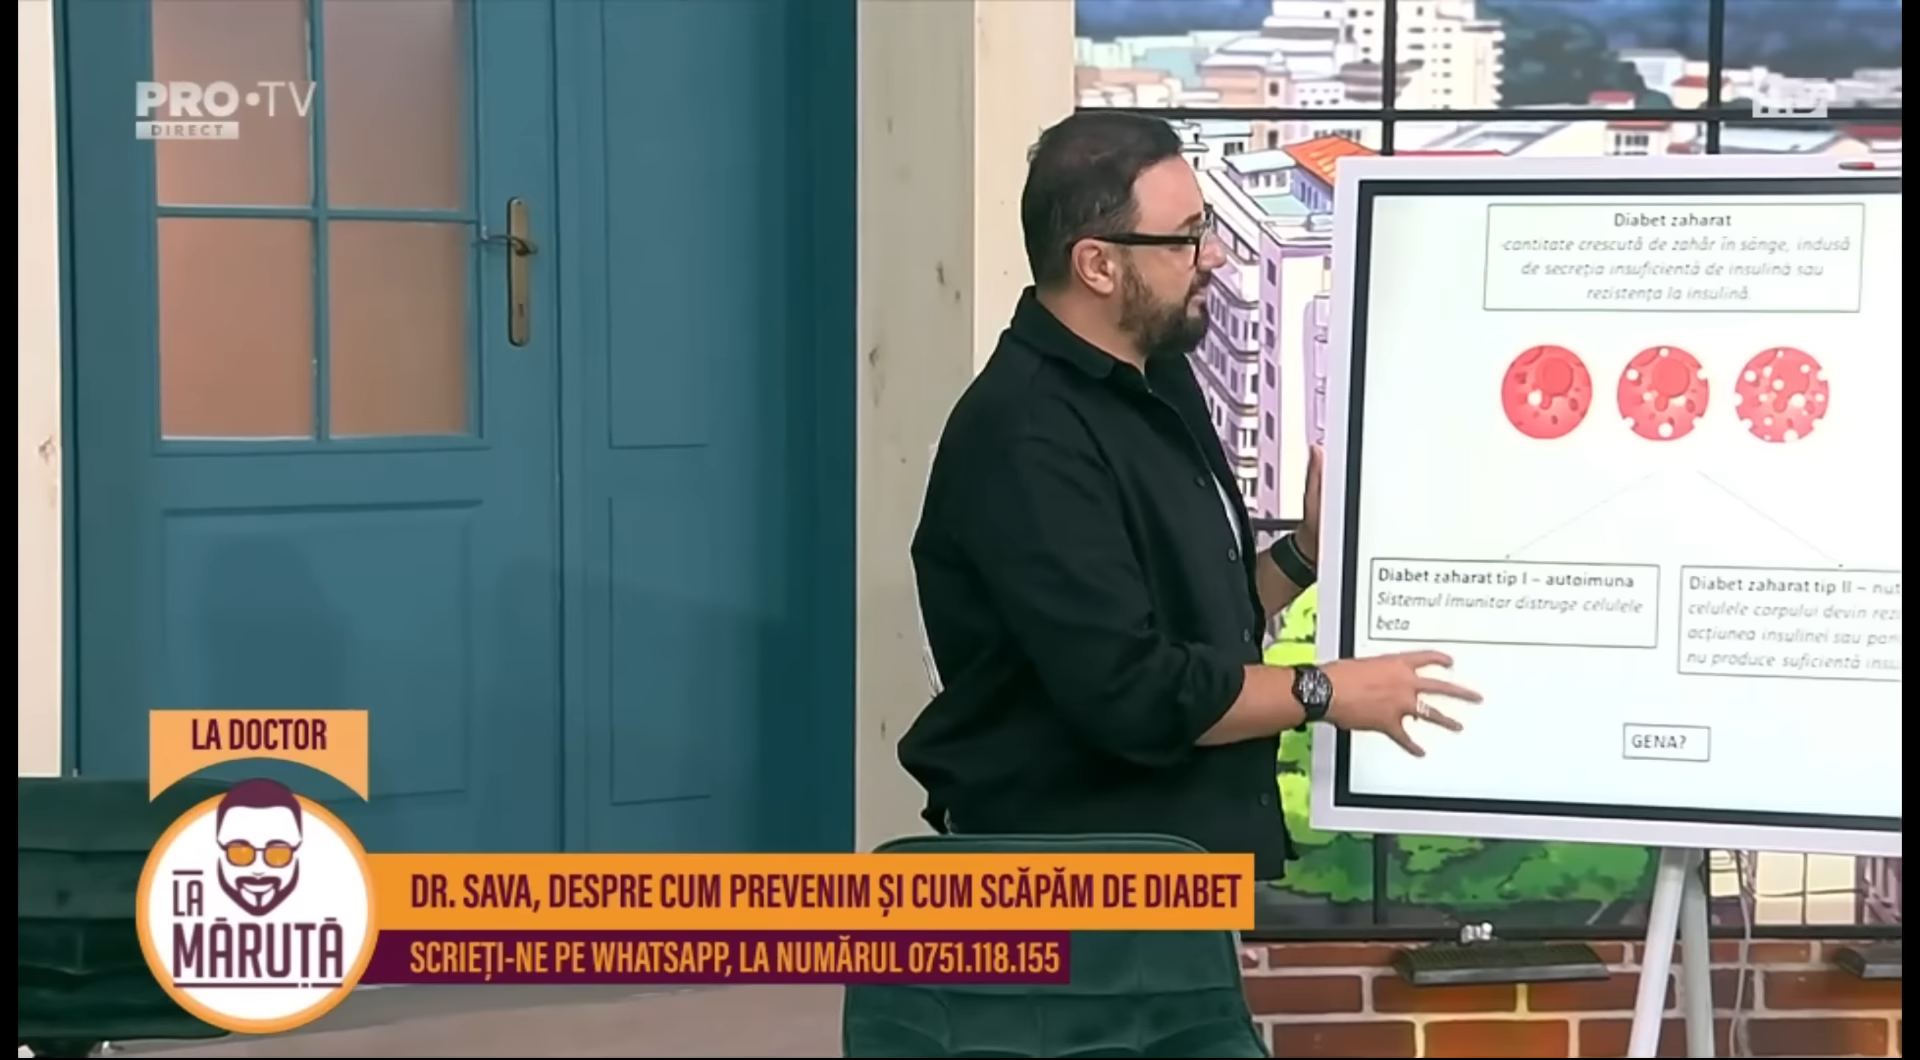 PRO•TV
DIRECT
HD
Diabet zaharat
-cantitate crescută de zahăr în sânge, indusă
de secreția insuficientă de insulină sau
rezistența la insulină
Diabet zaharat tip I – autoimuna
Sistemul imunitar distruge celulele
beta
Diabet zaharat tip II –
celulele corpului devin
acțiunea insulinei sau
nu produce suficientă
GENA?
LA DOCTOR
LA
MĂRUȚĂ
DR. SAVA, DESPRE CUM PREVENIM ȘI CUM SCĂPĂM DE DIABET
SCRIEȚI-NE PE WHATSAPP, LA NUMĂRUL 0751.118.155